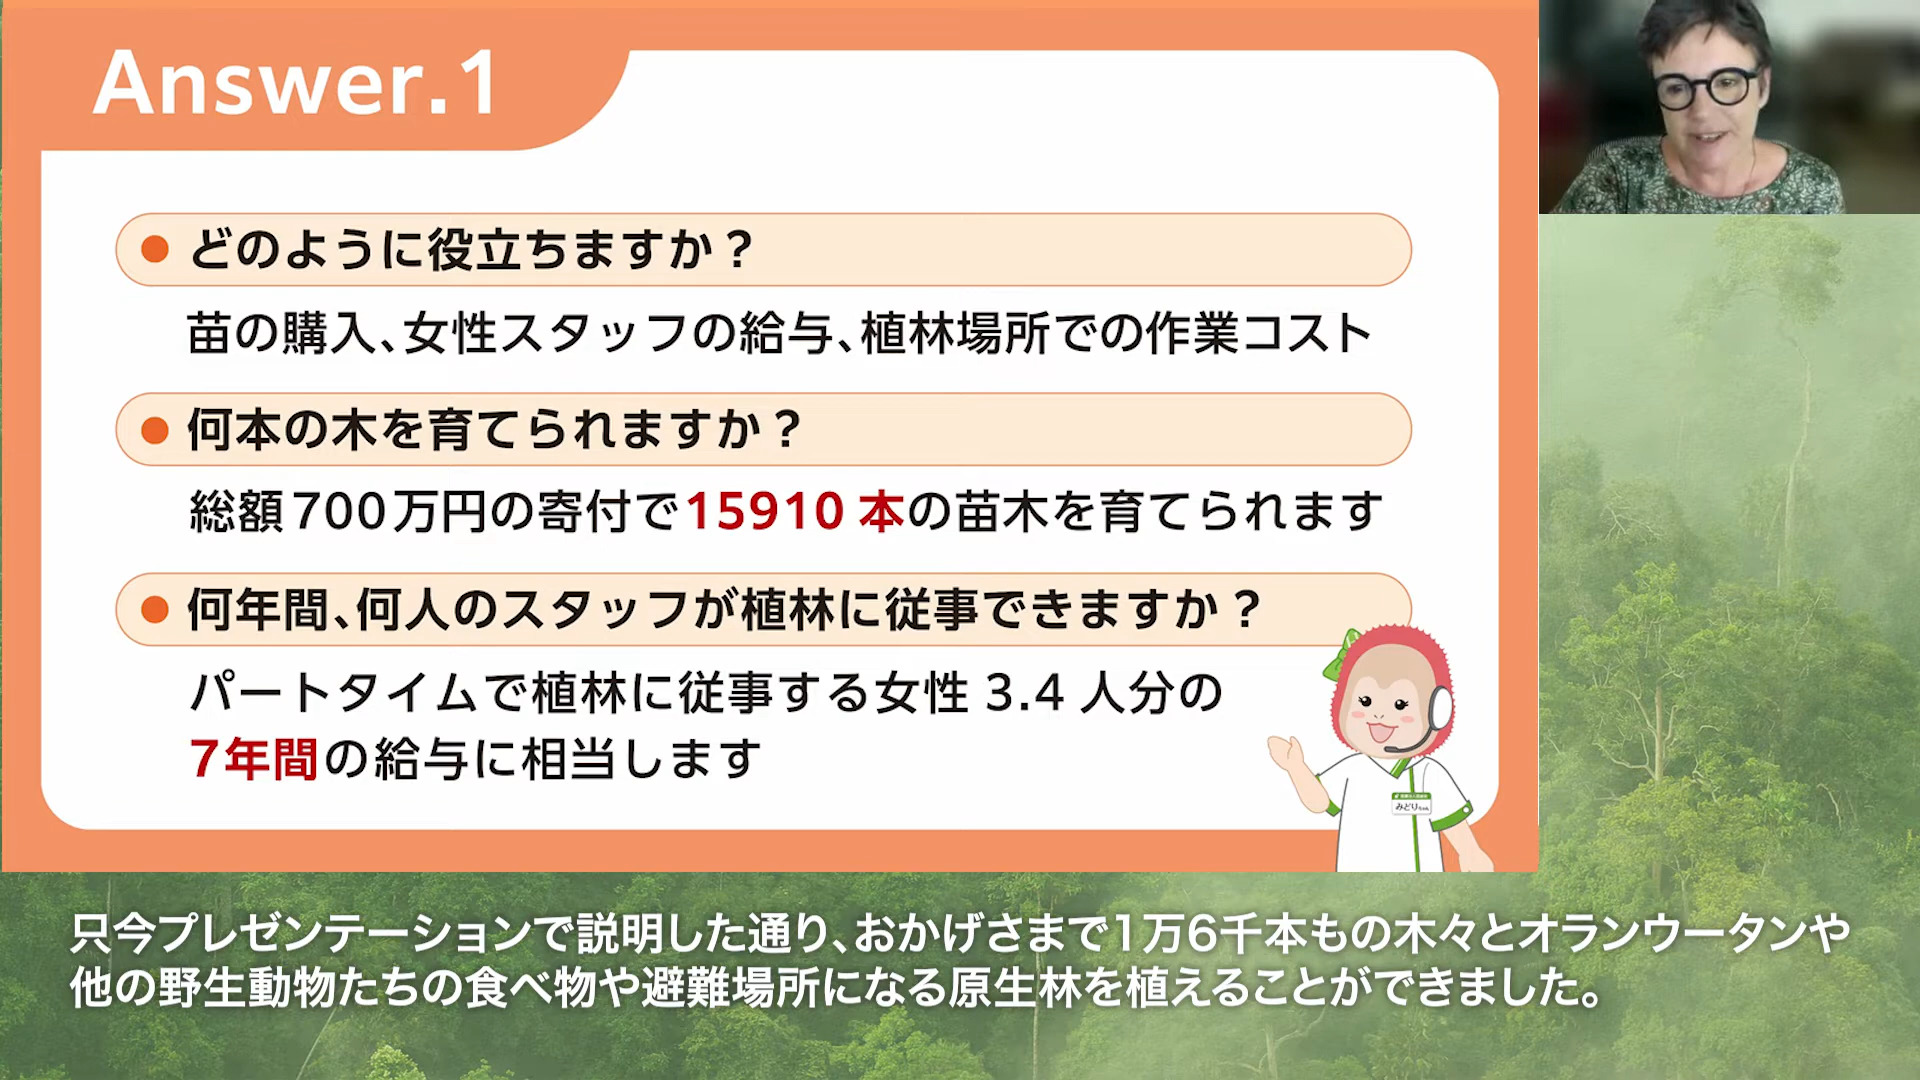 Answer.1
どのように役立ちますか？
苗の購入、女性スタッフの給与、植林場所での作業コスト
何本の木を育てられますか？
総額700万円の寄付で15910 本の苗木を育てられます
何年間、何人のスタッフが植林に従事できますか？
パートタイムで植林に従事する女性 3.4 人分の
7年間の給与に相当します
みどりちゃん
只今プレゼンテーションで説明した通り、おかげさまで1万6千本もの木々とオランウータンや
他の野生動物たちの食べ物や避難場所になる原生林を植えることができました。